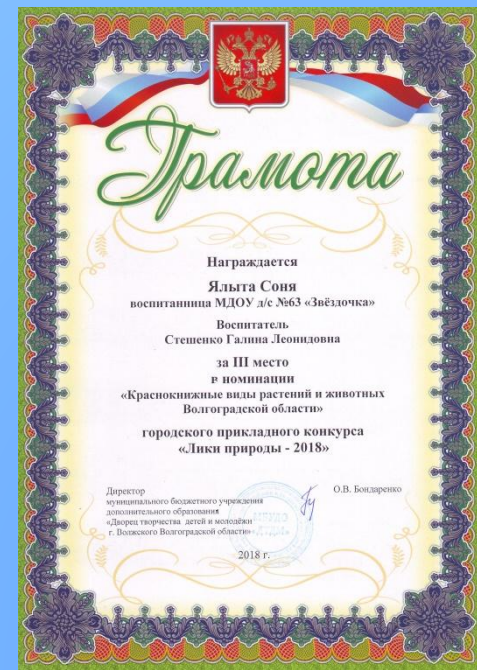 Грамота
Награждается
Ялыта Соня
воспитанница МДОУ д/с №63 «Звёздочка»
Воспитатель
Стешенко Галина Леонидовна
за III место
в номинации
«Краснокнижные виды растений и животных
Волгоградской области»
городского прикладного конкурса
«Лики природы - 2018»
Директор
муниципального бюджетного учреждения
дополнительного образования
«Дворец творчества детей и молодёжи
г. Волжского Волгоградской области»
О.В. Бондаренко
2018 г.